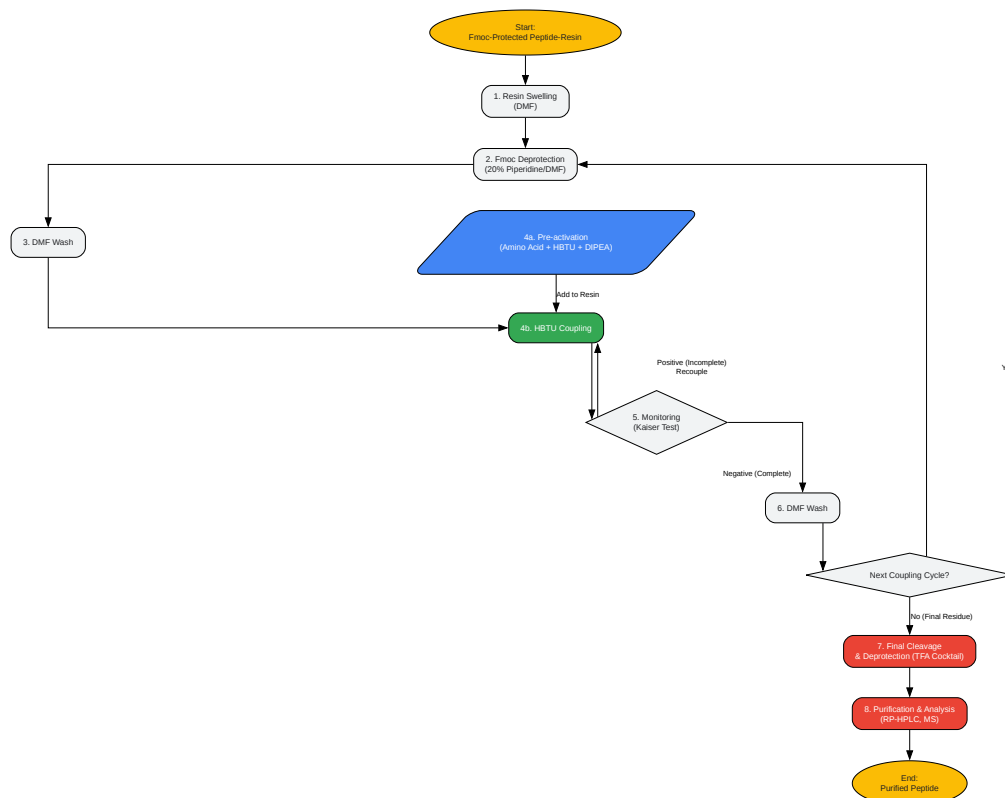 Start:
Fmoc-Protected Peptide-Resin
1. Resin Swelling
(DMF)
2. Fmoc Deprotection
(20% Piperidine/DMF)
3. DMF Wash
4a. Pre-activation
(Amino Acid + HBTU + DIPEA)
Add to Resin
4b. HBTU Coupling
Positive (Incomplete)
Recouple
5. Monitoring
(Kaiser Test)
Negative (Complete)
6. DMF Wash
Next Coupling Cycle?
No (Final Residue)
7. Final Cleavage
& Deprotection (TFA Cocktail)
8. Purification & Analysis
(RP-HPLC, MS)
End:
Purified Peptide